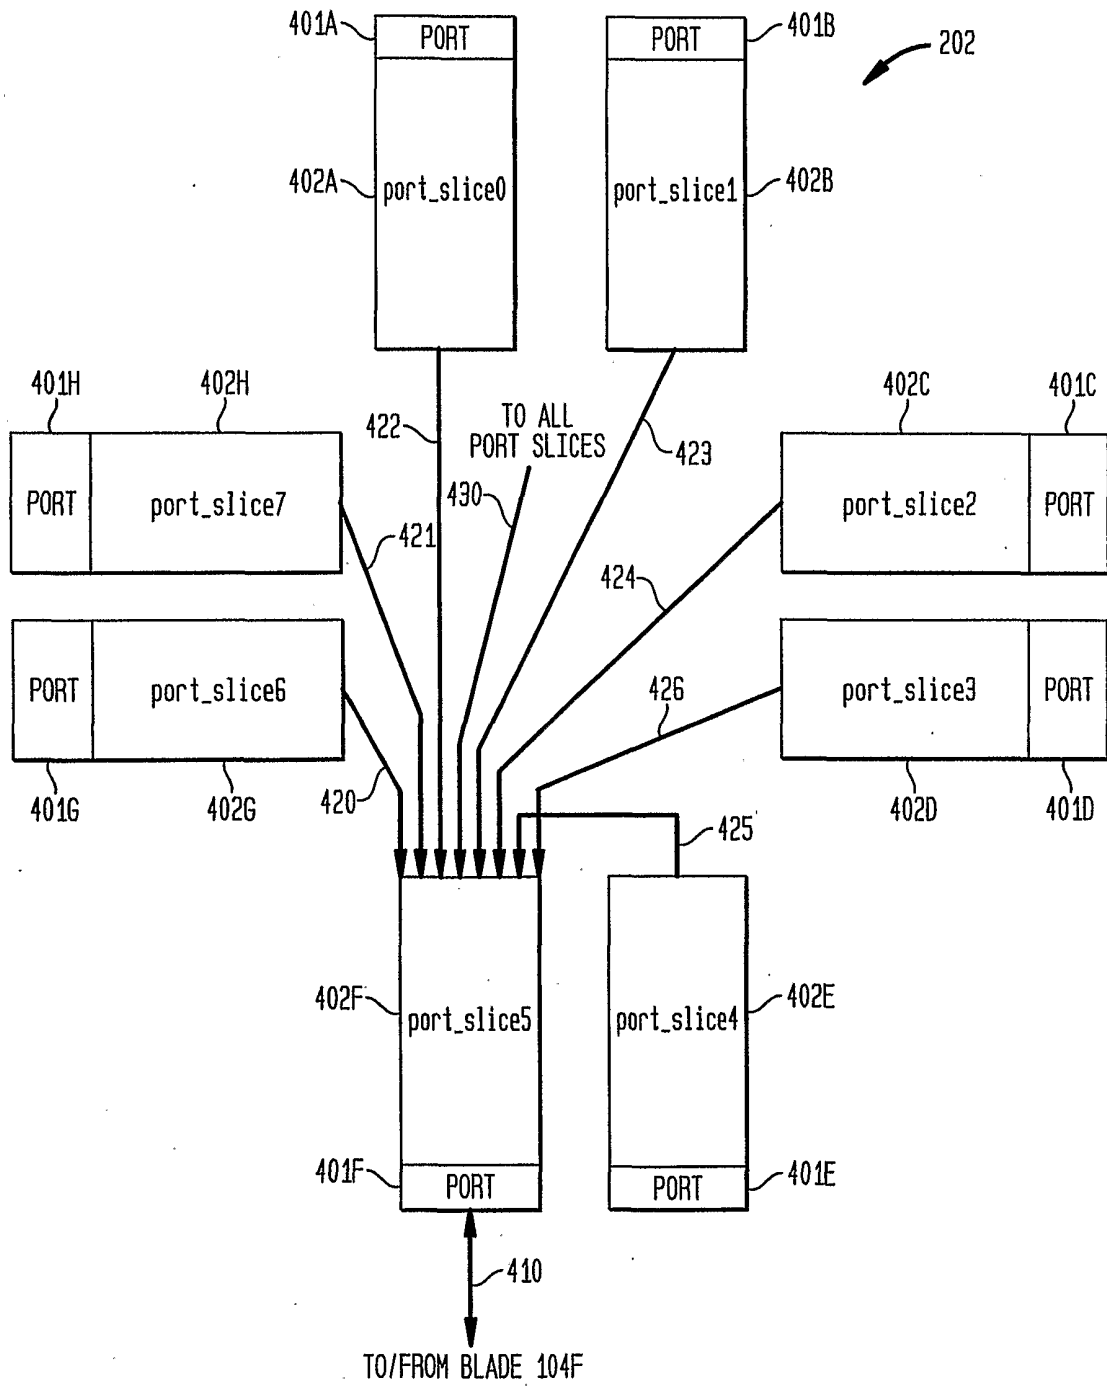 401A
PORT
PORT
401B
202
402A
port_slice0
port_slice1
402B
401H
402H
402C
401C
422
TO ALL
PORT SLICES
423
PORT
port_slice7
430
port_slice2
PORT
421
424
PORT
port_slice6
426
port_slice3
PORT
401G
402G
420
402D
401D
425
402F
port_slice5
port_slice4
402E
401F
PORT
PORT
401E
410
TO/FROM BLADE 104F